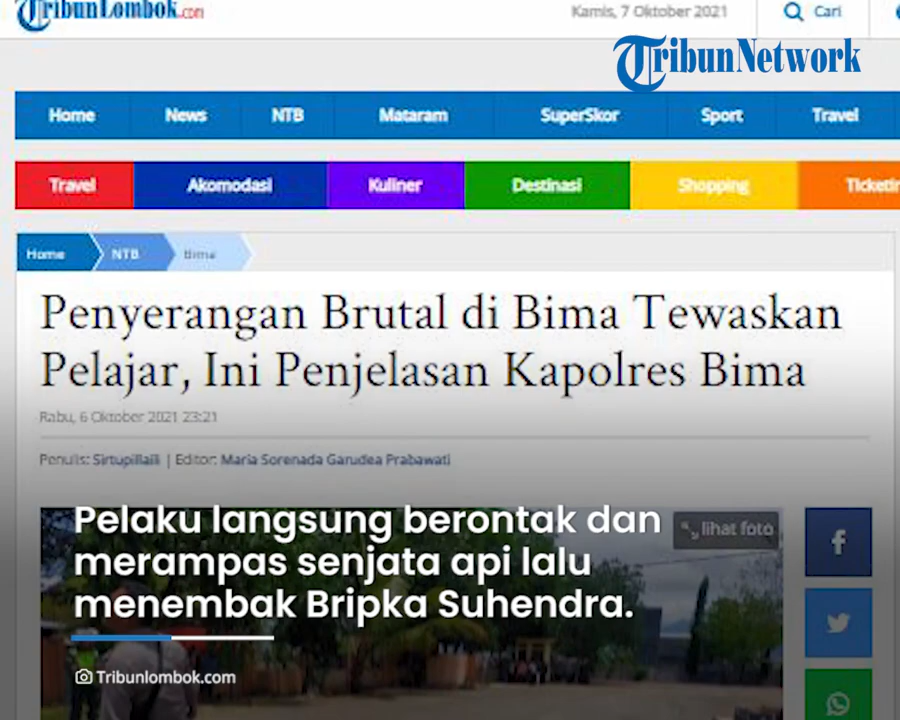 TribunLombok.com
Kamis, 7 Oktober 2021
Cari
TribunNetwork
Home News NTB Mataram SuperSkor Sport Travel
Travel Akomodasi Kuliner Destinasi Shopping
Home NTB Bima
Penyerangan Brutal di Bima Tewaskan
Pelajar, Ini Penjelasan Kapolres Bima
Rabu, 6 Oktober 2021 23:21
Penulis: Sirtupillaili | Editor: Maria Sorenada Garudea Prabawati
lihat foto
Pelaku langsung berontak dan
merampas senjata api lalu
menembak Bripka Suhendra.
Tribunlombok.com